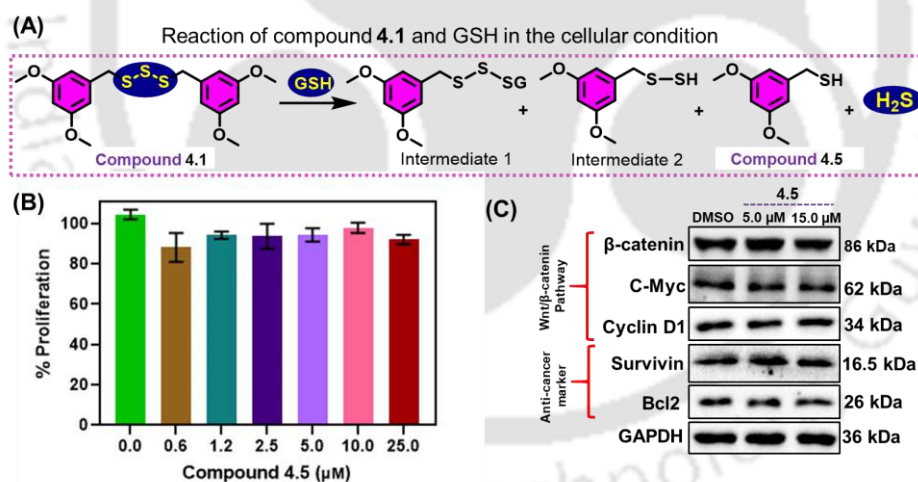 (A)
Reaction of compound 4.1 and GSH in the cellular condition
O
S-S-S
O
GSH
O
S
S
SG
O
S-SH
O
SH
O
O
O
O
O
+
+
+
H₂S
Compound 4.1
Intermediate 1
Intermediate 2
Compound 4.5
(B)
% Proliferation
100
80
60
40
20
0
0.0 0.6 1.2 2.5 5.0 10.0 25.0
Compound 4.5 (µM)
(C)
4.5
DMSO 5.0 µM 15.0 µM
Wnt/β-catenin
Pathway
β-catenin 86 kDa
C-Myc 62 kDa
Cyclin D1 34 kDa
Anti-cancer
marker
Survivin 16.5 kDa
Bcl2 26 kDa
GAPDH 36 kDa